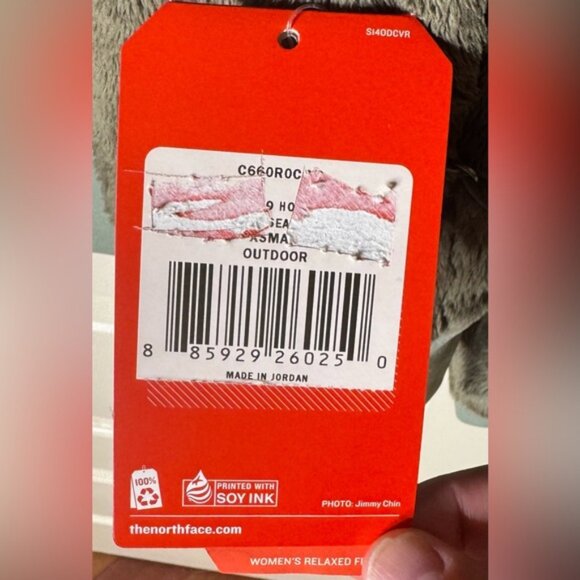 SI40DCVR
C660R0C
OUTDOOR
8 85929 26025 0
MADE IN JORDAN
100%
PRINTED WITH
SOY INK
PHOTO: Jimmy Chin
thenorthface.com
WOMEN'S RELAXED